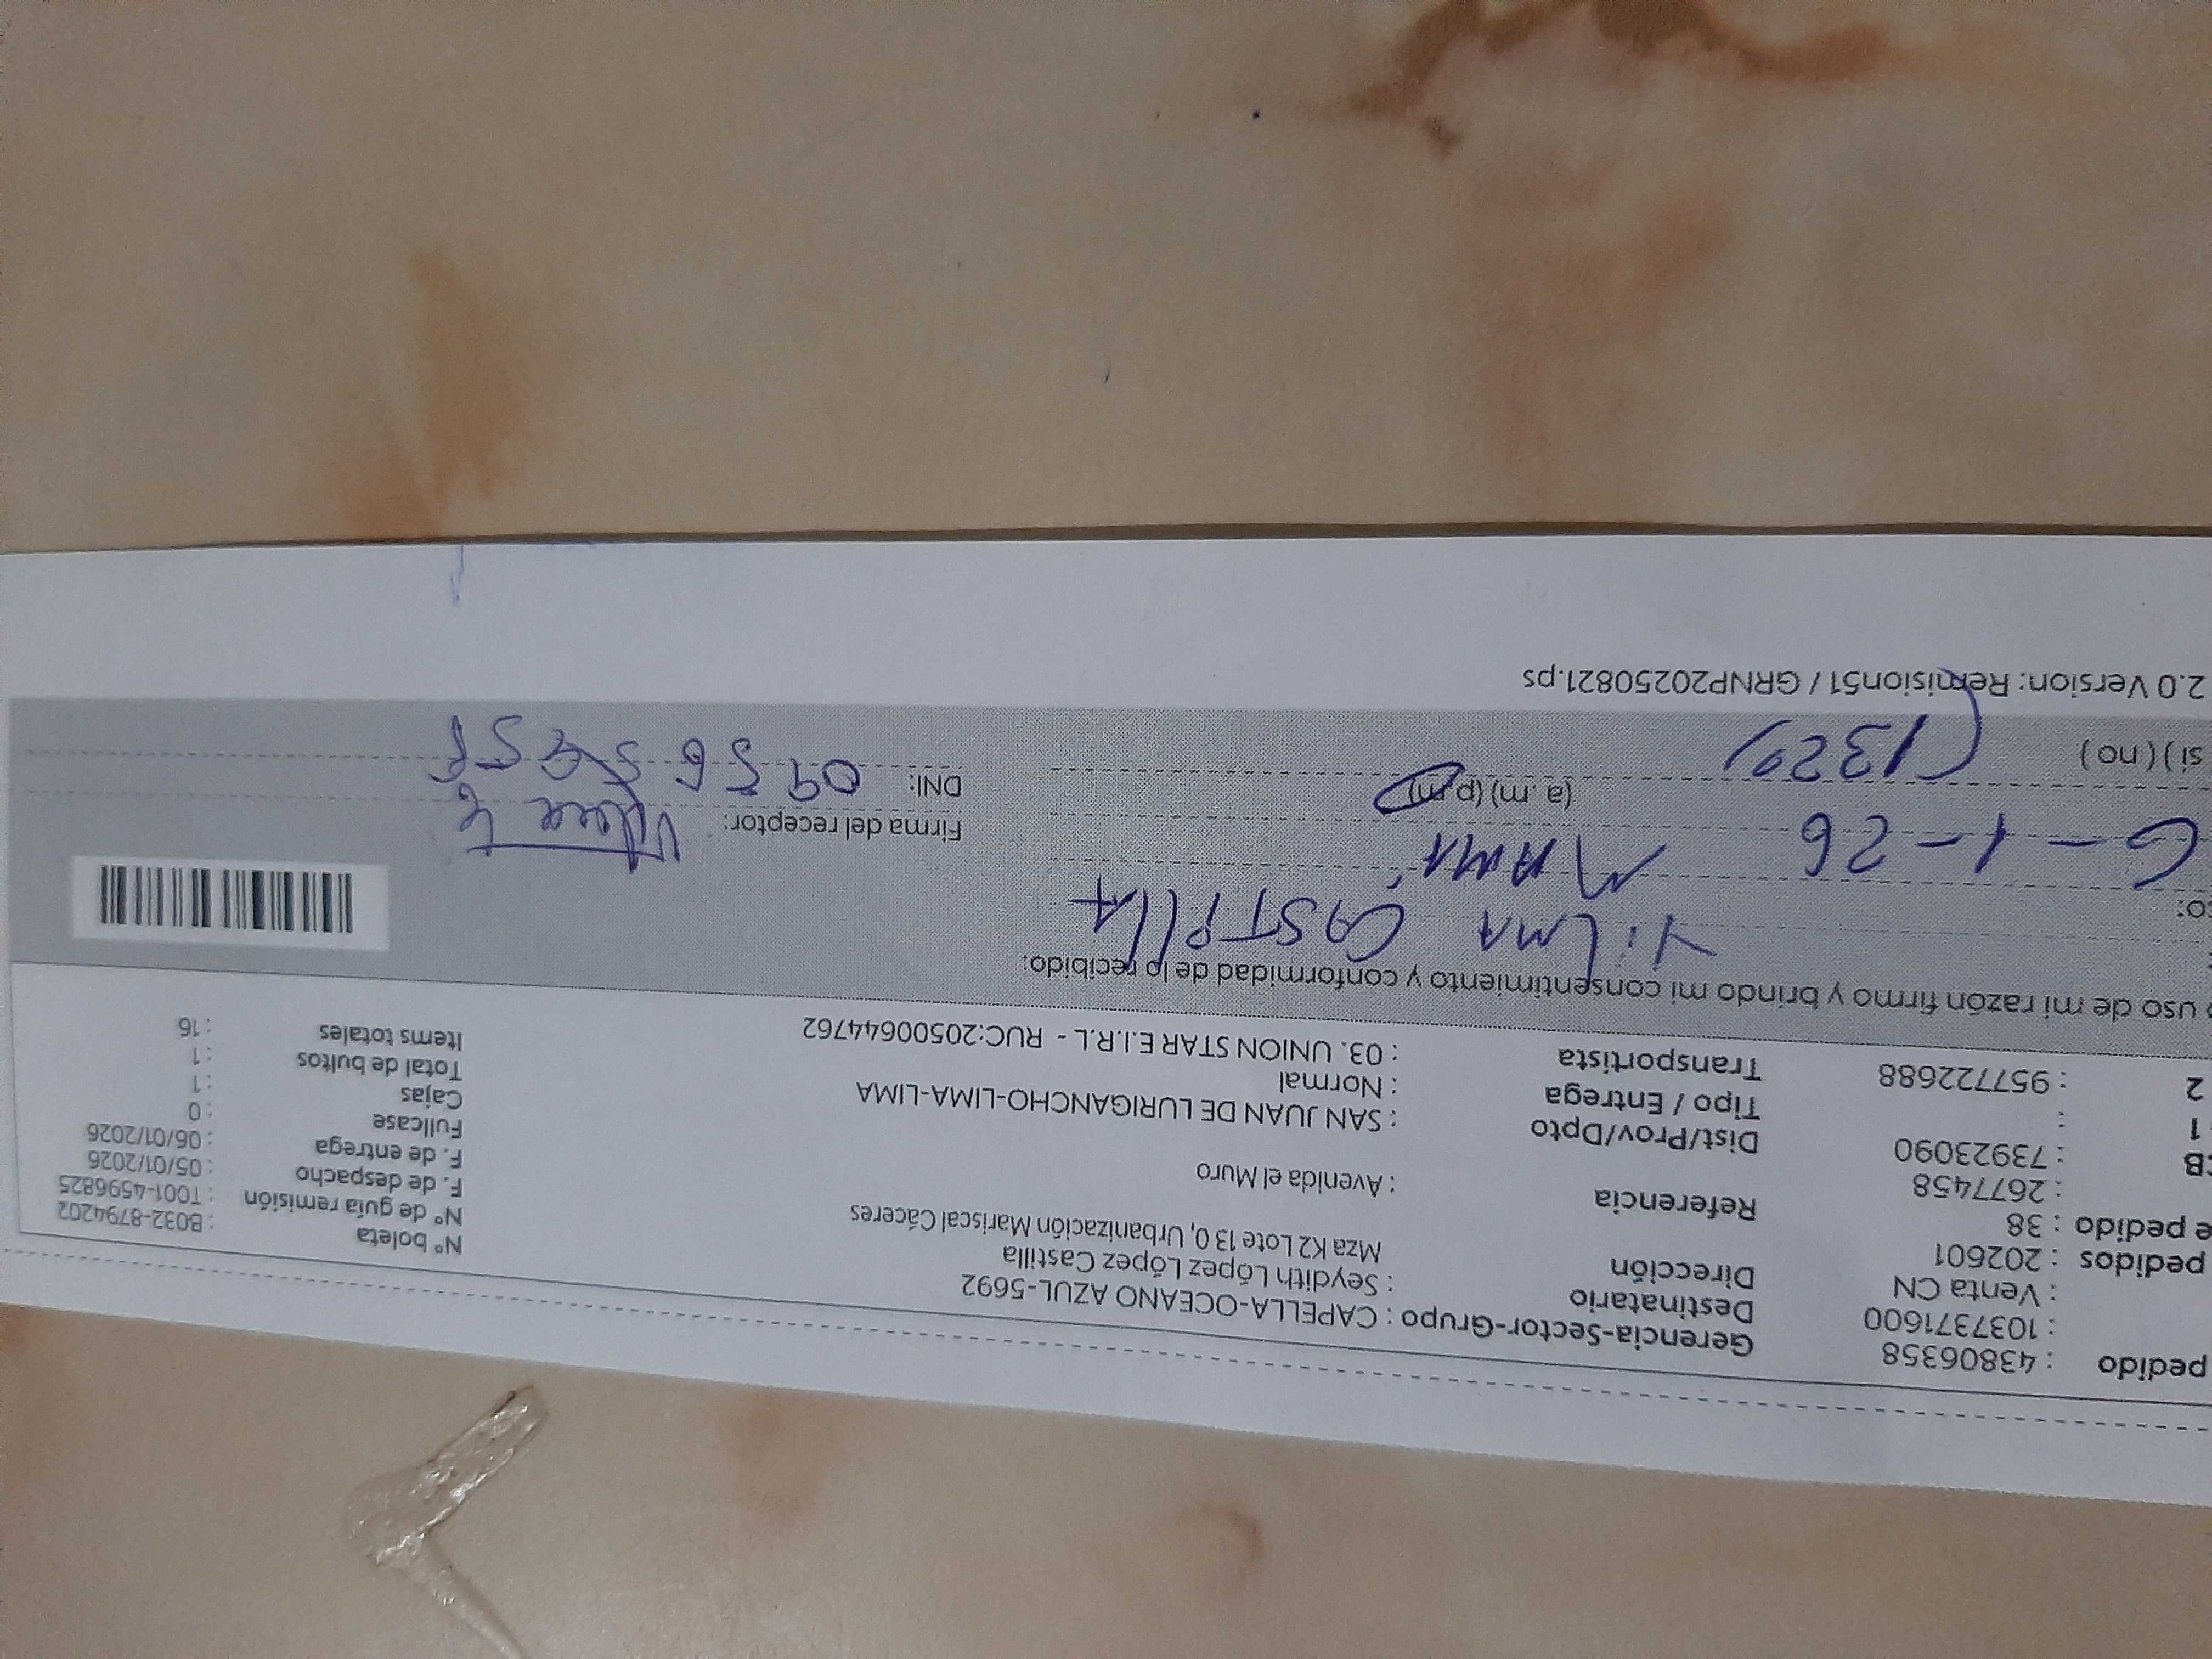 pedido : 43806358
: 1037371600
: Venta CN
pedidos : 202601
e pedido : 38
: 2677458
CB : 73923090
1 :
2 : 957722688
Gerencia-Sector-Grupo : CAPELLA-OCEANO AZUL-5692
Destinatario : Seydith López López Castilla
Dirección Mza K2 Lote 13 0, Urbanización Mariscal Cáceres
Referencia : Avenida el Muro
Dist/Prov/Dpto : SAN JUAN DE LURIGANCHO-LIMA-LIMA
Tipo / Entrega : Normal
Transportista : 03. UNION STAR E.I.R.L - RUC:20500644762
Nº boleta : B032-8794202
Nº de guía remisión : T001-4596825
F. de despacho : 05/01/2026
F. de entrega : 06/01/2026
Fullcase : 0
Cajas : 1
Total de bultos : 1
Items totales : 16
uso de mi razón firmo y brindo mi consentimiento y conformidad de lo recibido:
VilMA CASTillA
co:
MAMÁ
6-1-26
(a. m) (p.m)
si ) ( no )
(1320)
Firma del receptor:
DNI:
2.0 Version: Remision51 / GRNP20250821.ps